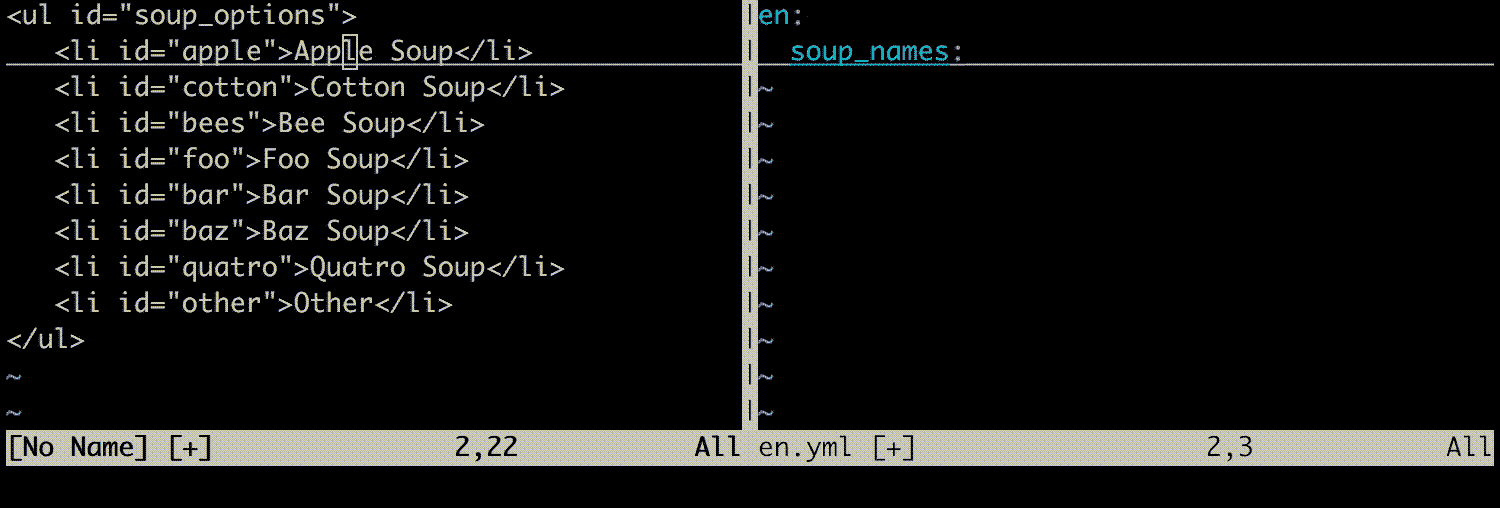 <ul id="soup_options">
   <li id="apple">Apple Soup</li>
   <li id="cotton">Cotton Soup</li>
   <li id="bees">Bee Soup</li>
   <li id="foo">Foo Soup</li>
   <li id="bar">Bar Soup</li>
   <li id="baz">Baz Soup</li>
   <li id="quatro">Quatro Soup</li>
   <li id="other">Other</li>
</ul>
~
~
[No Name] [+] 2,22 All
en:
  soup_names:
~
~
~
~
~
~
~
~
~
~
en.yml [+] 2,3 All